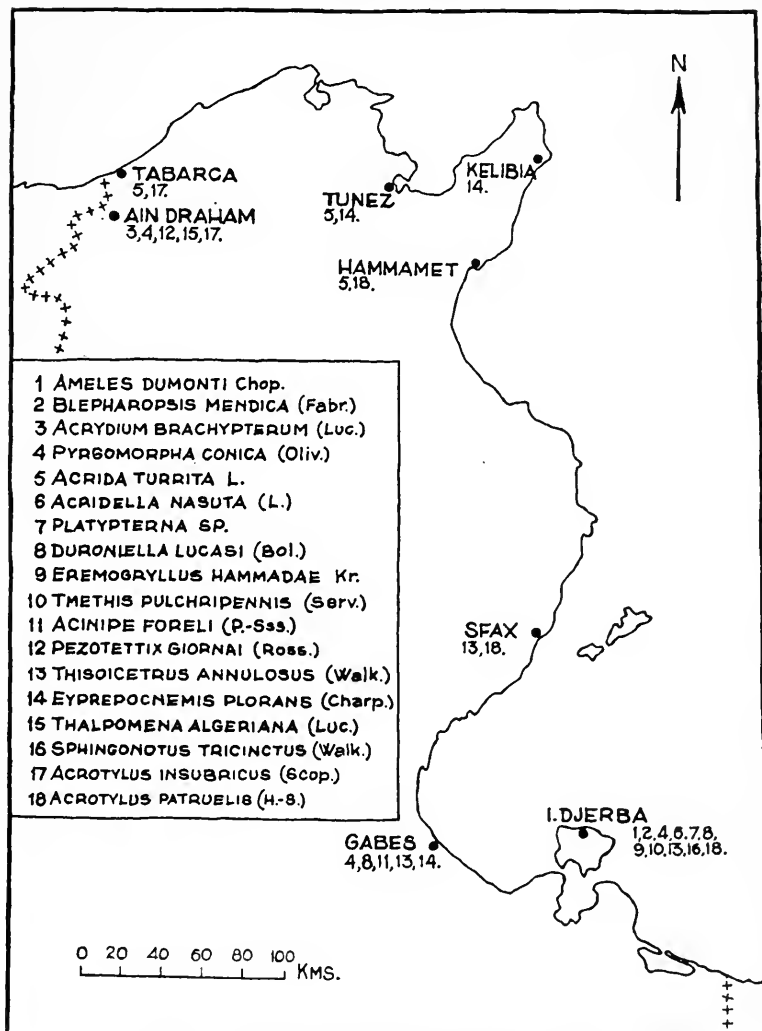 N
TABARCA
5,17.
AIN DRAHAM
3,4,12,15,17.
TUNEZ
5,14.
KELIBIA
14.
HAMMAMET
5,18.
1 AMELES DUMONTI Chop.
2 BLEPHAROPSIS MENDICA (Fabr.)
3 ACRYDIUM BRACHYPTERUM (Luc.)
4 PYRGOMORPHA CONICA (Oliv.)
5 ACRIDA TURRITA L.
6 ACRIDELLA NASUTA (L.)
7 PLATYPTERNA SP.
8 DURONIELLA LUCASI (Bol.)
9 EREMOGRYLLUS HAMMADAE Kr.
10 TMETHIS PULCHRIPENNIS (Serv.)
11 ACINIPE FORELI (P.-Sss.)
12 PEZOTETTIX GIORNAI (Ross.)
13 THISOICETRUS ANNULOSUS (Walk.)
14 EYPREPOCNEMIS PLORANS (Charp.)
15 THALPOMENA ALGERIANA (Luc.)
16 SPHINGONOTUS TRICINCTUS (Walk.)
17 ACROTYLUS INSUBRICUS (Scop.)
18 ACROTYLUS PATRUELIS (H.-S.)
SFAX
13,18.
GABES
4,8,11,13,14.
I.DJERBA
1,2,4,6.7,8,
9,10,13,16,18.
0 20 40 60 80 100
KMS.